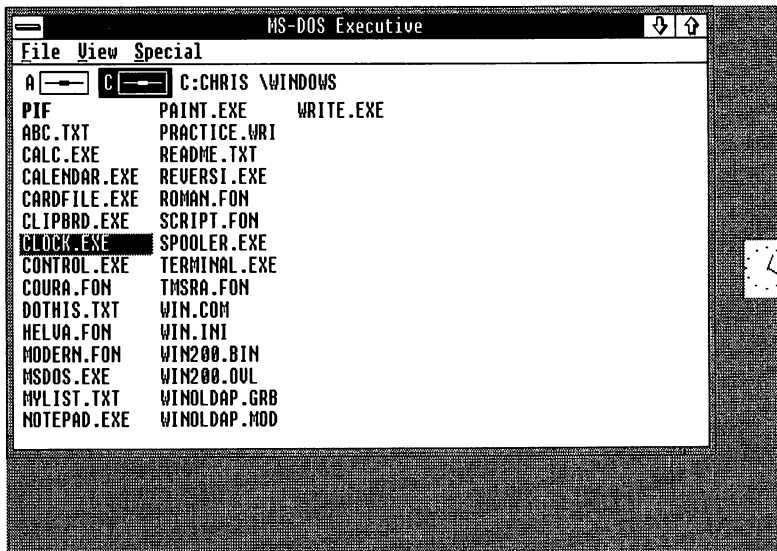 MS-DOS Executive
File View Special
A C C:CHRIS \WINDOWS
PIF PAINT.EXE WRITE.EXE
ABC.TXT PRACTICE.WRI
CALC.EXE README.TXT
CALENDAR.EXE REVERSI.EXE
CARDFILE.EXE ROMAN.FON
CLIPBRD.EXE SCRIPT.FON
CLOCK.EXE SPOOLER.EXE
CONTROL.EXE TERMINAL.EXE
COURA.FON TMSRA.FON
DOTHIS.TXT WIN.COM
HELVA.FON WIN.INI
MODERN.FON WIN200.BIN
MSDOS.EXE WIN200.OVL
MYLIST.TXT WINOLDAP.GRB
NOTEPAD.EXE WINOLDAP.MOD